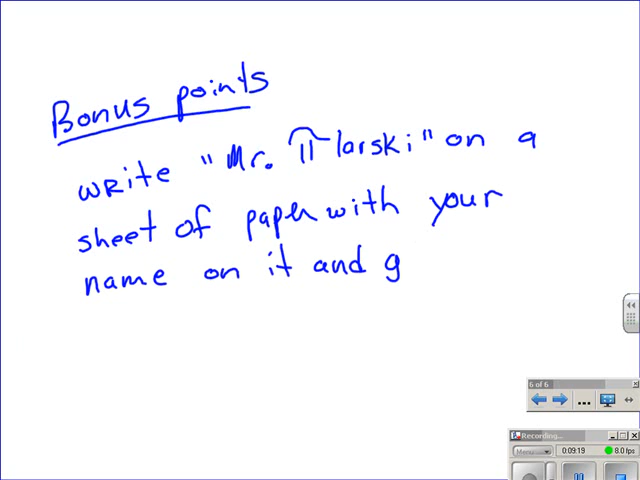 Bonus points
write "Mr. π larski" on a
sheet of paper with your
name on it and g
6 of 6
...
Recording...
Menu
0:09:19
8.0 fps